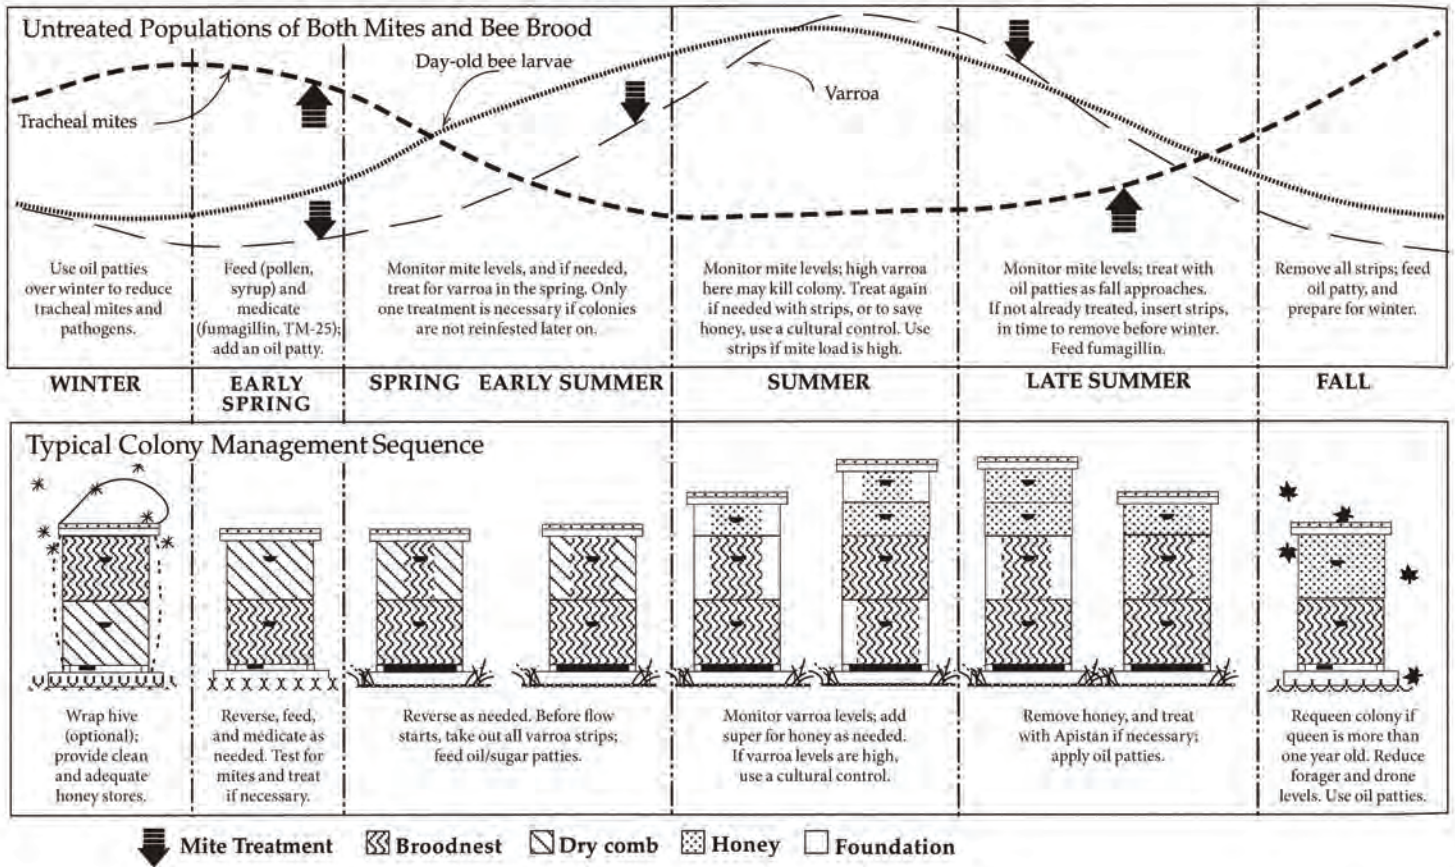 Untreated Populations of Both Mites and Bee Brood
Day-old bee larvae
Tracheal mites
Varroa
Use oil patties
over winter to reduce
tracheal mites and
pathogens.
Feed (pollen,
syrup) and
medicate
(fumagillin, TM-25);
add an oil patty.
Monitor mite levels, and if needed,
treat for varroa in the spring. Only
one treatment is necessary if colonies
are not reinfested later on.
Monitor mite levels; high varroa
here may kill colony. Treat again
if needed with strips, or to save
honey, use a cultural control. Use
strips if mite load is high.
Monitor mite levels; treat with
oil patties as fall approaches.
If not already treated, insert strips,
in time to remove before winter.
Feed fumagillin.
Remove all strips; feed
oil patty, and
prepare for winter.
WINTER
EARLY
SPRING
SPRING EARLY SUMMER
SUMMER
LATE SUMMER
FALL
Typical Colony Management Sequence
Wrap hive
(optional);
provide clean
and adequate
honey stores.
Reverse, feed,
and medicate as
needed. Test for
mites and treat
if necessary.
Reverse as needed. Before flow
starts, take out all varroa strips;
feed oil/sugar patties.
Monitor varroa levels; add
super for honey as needed.
If varroa levels are high,
use a cultural control.
Remove honey, and treat
with Apistan if necessary;
apply oil patties.
Requeen colony if
queen is more than
one year old. Reduce
forager and drone
levels. Use oil patties.
Mite Treatment
Broodnest
Dry comb
Honey
Foundation